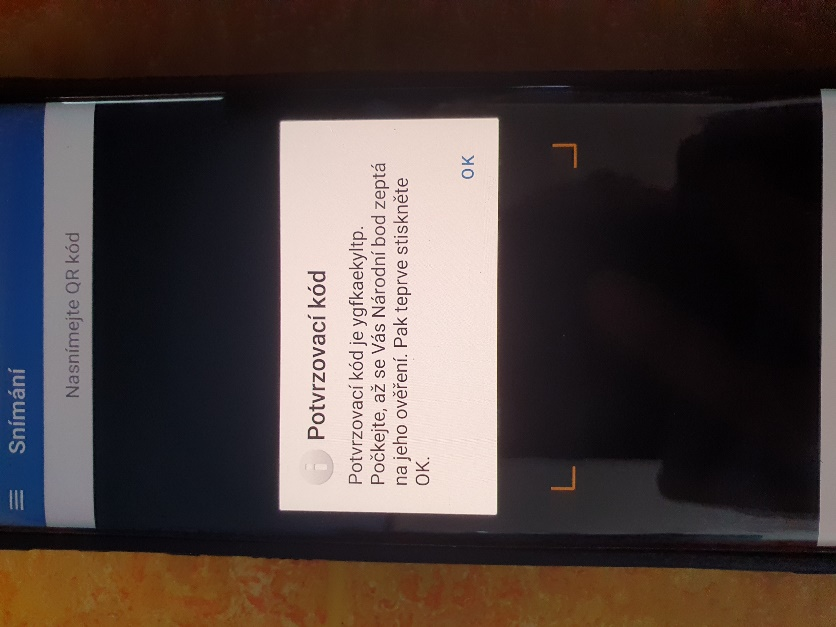 Snímání
Nasnímejte QR kód
Potvrzovací kód
Potvrzovací kód je ygfkaekyltp.
Počkejte, až se Vás Národní bod zeptá
na jeho ověření. Pak teprve stiskněte
OK.
OK